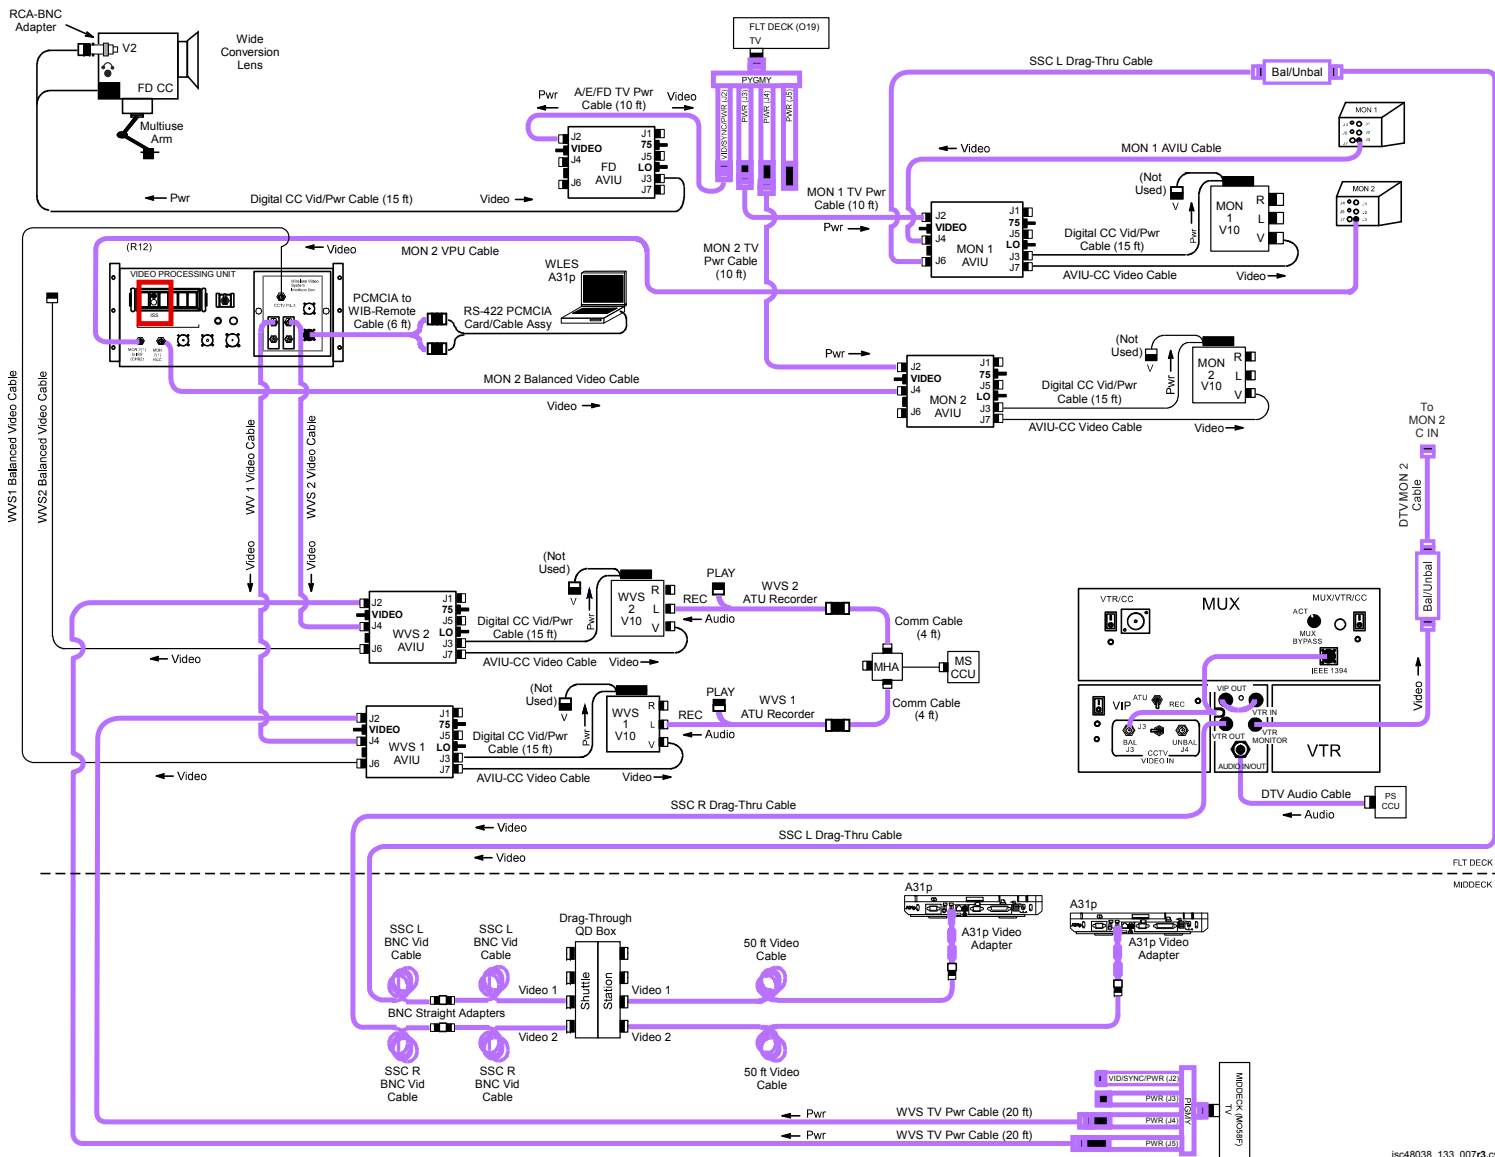 RCA-BNC
Adapter
V2
FD CC
Wide
Conversion
Lens
Multiuse
Arm
Pwr
Digital CC Vid/Pwr Cable (15 ft)
Video
Pwr
A/E/FD TV Pwr
Cable (10 ft)
Video
J2
VIDEO
J4
J6
FD
AVIU
J1
75
J5
LO
J3
J7
FLT DECK (O19)
TV
PYGMY
VID/SYNC/PWR (J2)
PWR (J3)
PWR (J4)
PWR (J5)
SSC L Drag-Thru Cable
Bal/Unbal
MON 1
Video
MON 1 AVIU Cable
MON 2
MON 1 TV Pwr
Cable (10 ft)
Pwr
J2
VIDEO
J4
J6
MON 1
AVIU
J1
75
J5
LO
J3
J7
(Not
Used)
V
Pwr
MON
1
V10
R
L
V
Digital CC Vid/Pwr
Cable (15 ft)
AVIU-CC Video Cable
Video
MON 2 TV
Pwr Cable
(10 ft)
(R12)
Video
MON 2 VPU Cable
VIDEO PROCESSING UNIT
ISS
Wireless Video
System
Interface Box
CCTV P/L 3
PCMCIA to
WIB-Remote
Cable (6 ft)
WLES
A31p
RS-422 PCMCIA
Card/Cable Assy
MON 2 Balanced Video Cable
Video
Pwr
J2
VIDEO
J4
J6
MON 2
AVIU
J1
75
J5
LO
J3
J7
(Not
Used)
V
Pwr
MON
2
V10
R
L
V
Digital CC Vid/Pwr
Cable (15 ft)
AVIU-CC Video Cable
Video
WVS1 Balanced Video Cable
WVS2 Balanced Video Cable
WV 1 Video Cable
WVS 2 Video Cable
Video
Video
To
MON 2
C IN
DTV MON 2
Cable
Bal/Unbal
Video
J2
VIDEO
J4
J6
WVS 2
AVIU
J1
75
J5
LO
J3
J7
Video
(Not
Used)
V
Pwr
WVS
2
V10
R
L
V
Digital CC Vid/Pwr
Cable (15 ft)
AVIU-CC Video Cable
Video
PLAY
REC
Audio
WVS 2
ATU Recorder
Comm Cable
(4 ft)
MHA
MS
CCU
Comm Cable
(4 ft)
J2
VIDEO
J4
J6
WVS 1
AVIU
J1
75
J5
LO
J3
J7
Video
(Not
Used)
V
Pwr
WVS
1
V10
R
L
V
Digital CC Vid/Pwr
Cable (15 ft)
AVIU-CC Video Cable
Video
PLAY
REC
Audio
WVS 1
ATU Recorder
VTR/CC
MUX
MUX/VTR/CC
ACT
MUX
BYPASS
IEEE 1394
VIP
ATU
REC
J3
BAL
J3
UNBAL
J4
CCTV
VIDEO IN
VIP OUT
VTR IN
VTR OUT
VTR
MONITOR
AUDIO IN/OUT
VTR
DTV Audio Cable
Audio
PS
CCU
SSC R Drag-Thru Cable
Video
SSC L Drag-Thru Cable
Video
FLT DECK
MIDDECK
SSC L
BNC Vid
Cable
SSC L
BNC Vid
Cable
Drag-Through
QD Box
Shuttle
Station
Video 1
Video 1
BNC Straight Adapters
Video 2
Video 2
50 ft Video
Cable
A31p
A31p Video
Adapter
A31p
A31p Video
Adapter
SSC R
BNC Vid
Cable
SSC R
BNC Vid
Cable
50 ft Video
Cable
VID/SYNC/PWR (J2)
PWR (J3)
PWR (J4)
PWR (J5)
PIGMY
MIDDECK (MO58F)
TV
Pwr
WVS TV Pwr Cable (20 ft)
Pwr
WVS TV Pwr Cable (20 ft)